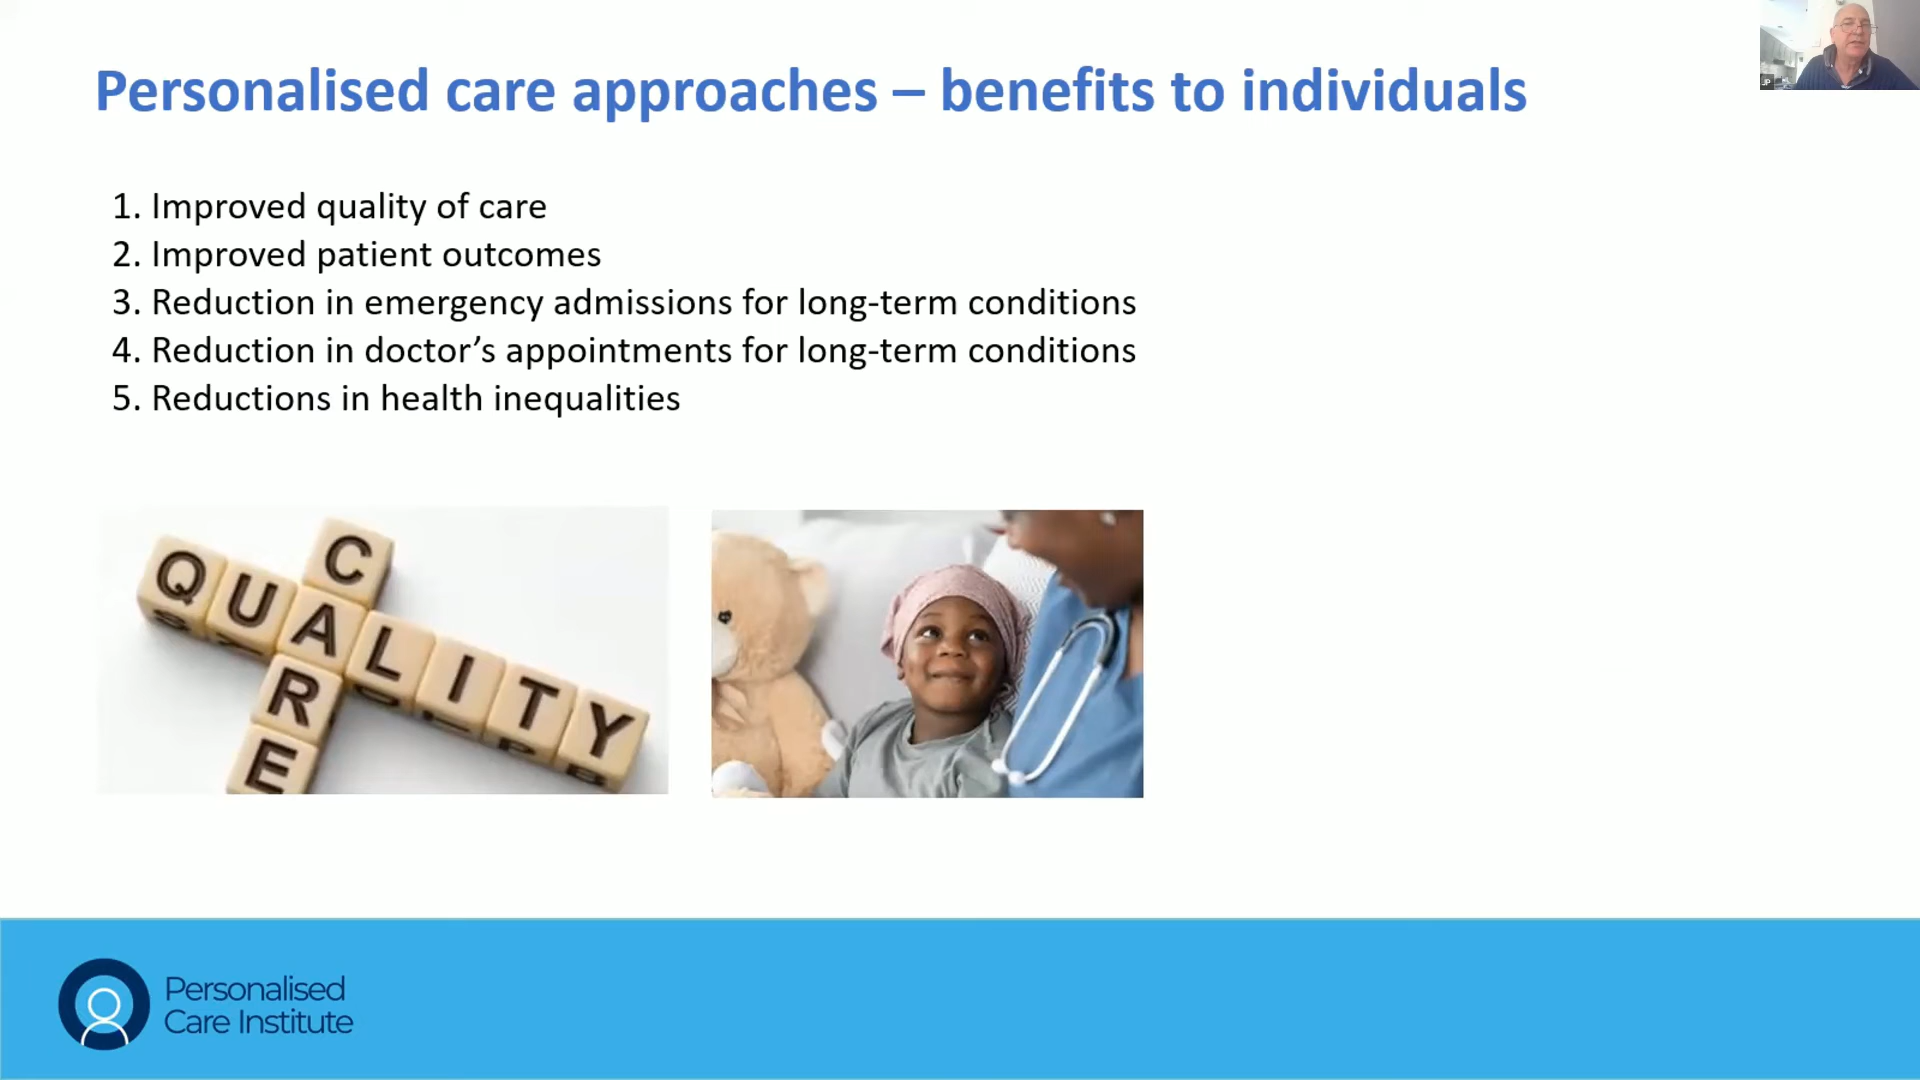 Personalised care approaches – benefits to individuals
JP
1. Improved quality of care
2. Improved patient outcomes
3. Reduction in emergency admissions for long-term conditions
4. Reduction in doctor’s appointments for long-term conditions
5. Reductions in health inequalities
C
QUALITY
R
E
Personalised
Care Institute